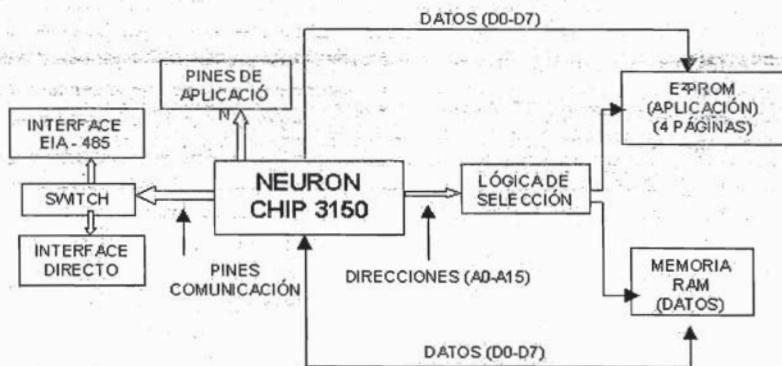 DATOS (D0-D7)
PINES DE
APLICACIÓ
N
E²PROM
(APLICACIÓN)
(4 PÁGINAS)
INTERFACE
EIA - 485
NEURON
CHIP 3150
LÓGICA DE
SELECCIÓN
SWITCH
INTERFACE
DIRECTO
PINES
COMUNICACIÓN
DIRECCIONES (A0-A15)
MEMORIA
RAM
(DATOS)
DATOS (D0-D7)